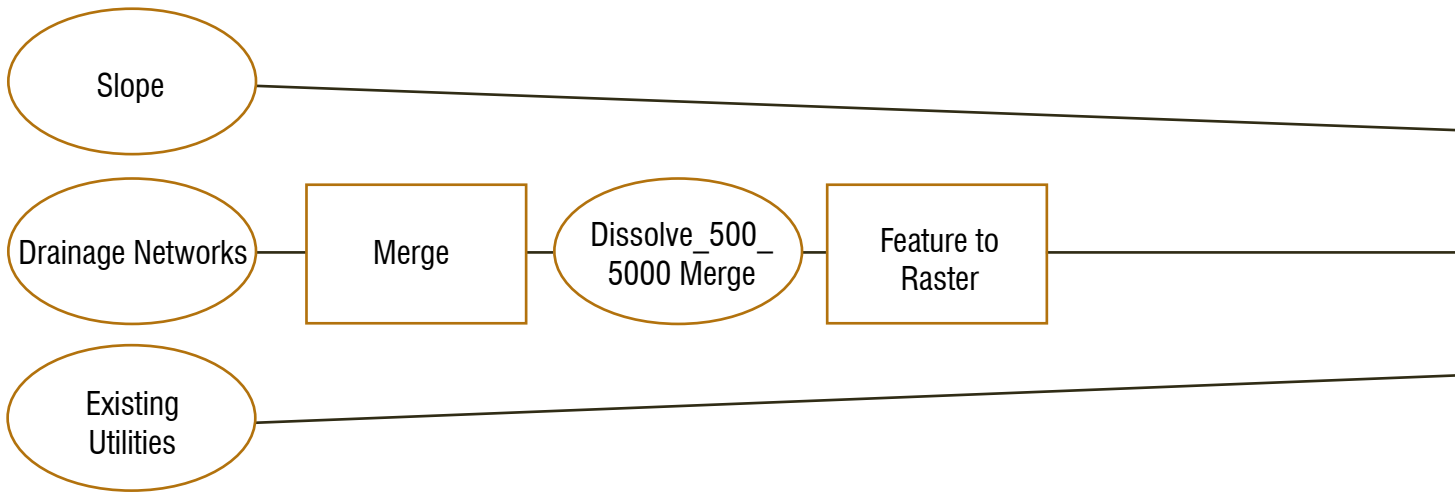 Slope
Drainage Networks
Merge
Dissolve_500_
5000 Merge
Feature to
Raster
Existing
Utilities